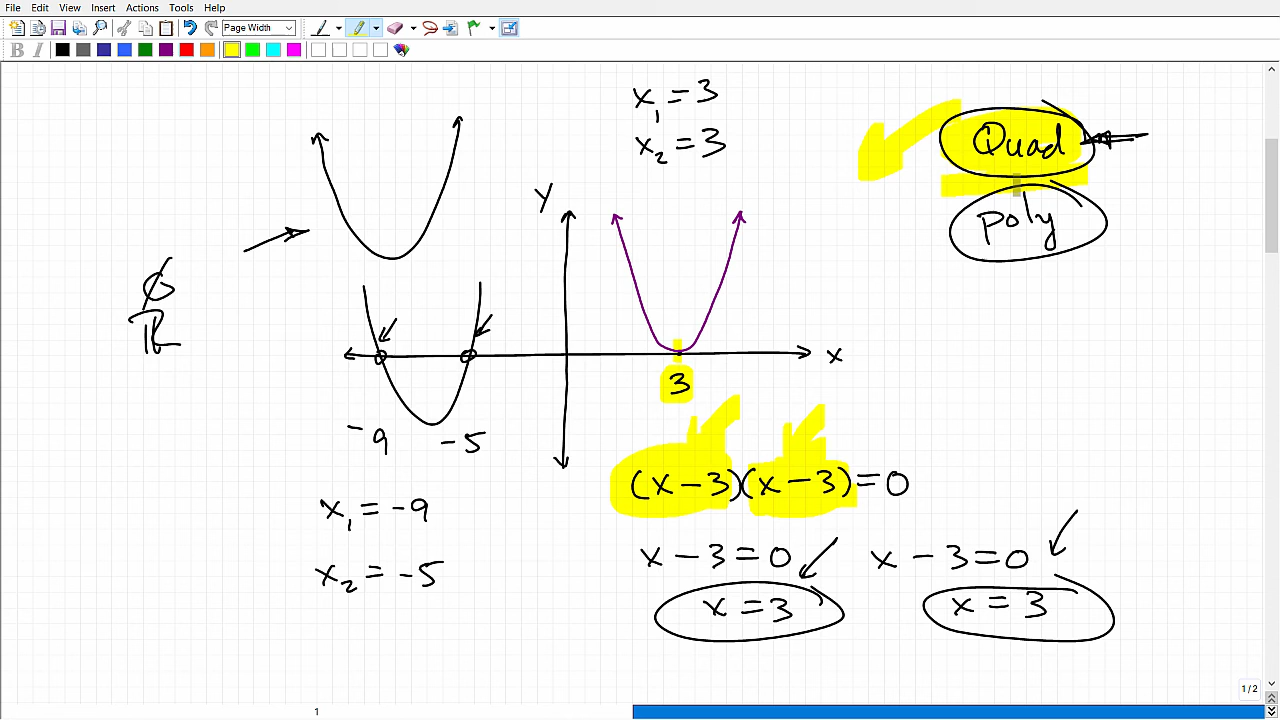 File Edit View Insert Actions Tools Help
Page Width
B I
x₁ = 3
x₂ = 3
Quad
poly
y
∅
ℝ
x
3
-9 -5
(x-3)(x-3)=0
x₁ = -9
x-3=0 x-3=0
x₂ = -5
x=3 x=3
1/2
1